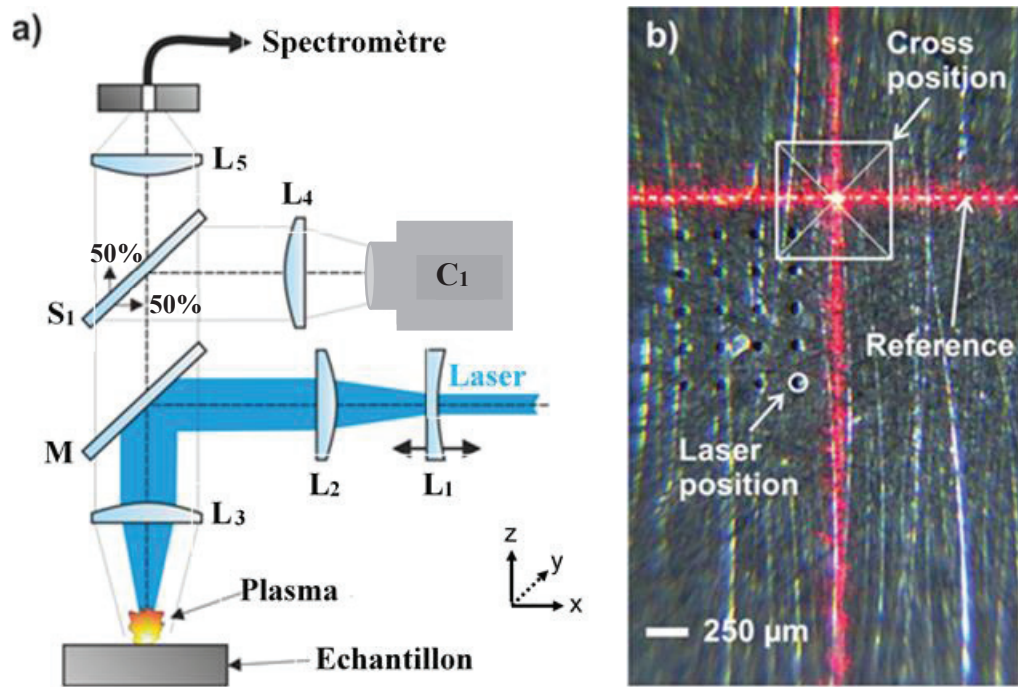 a)
Spectromètre
L5
L4
50%
50%
S1
C1
Laser
M
L2
L1
L3
Plasma
z
y
x
Echantillon
b)
Cross
position
Reference
Laser
position
250 µm